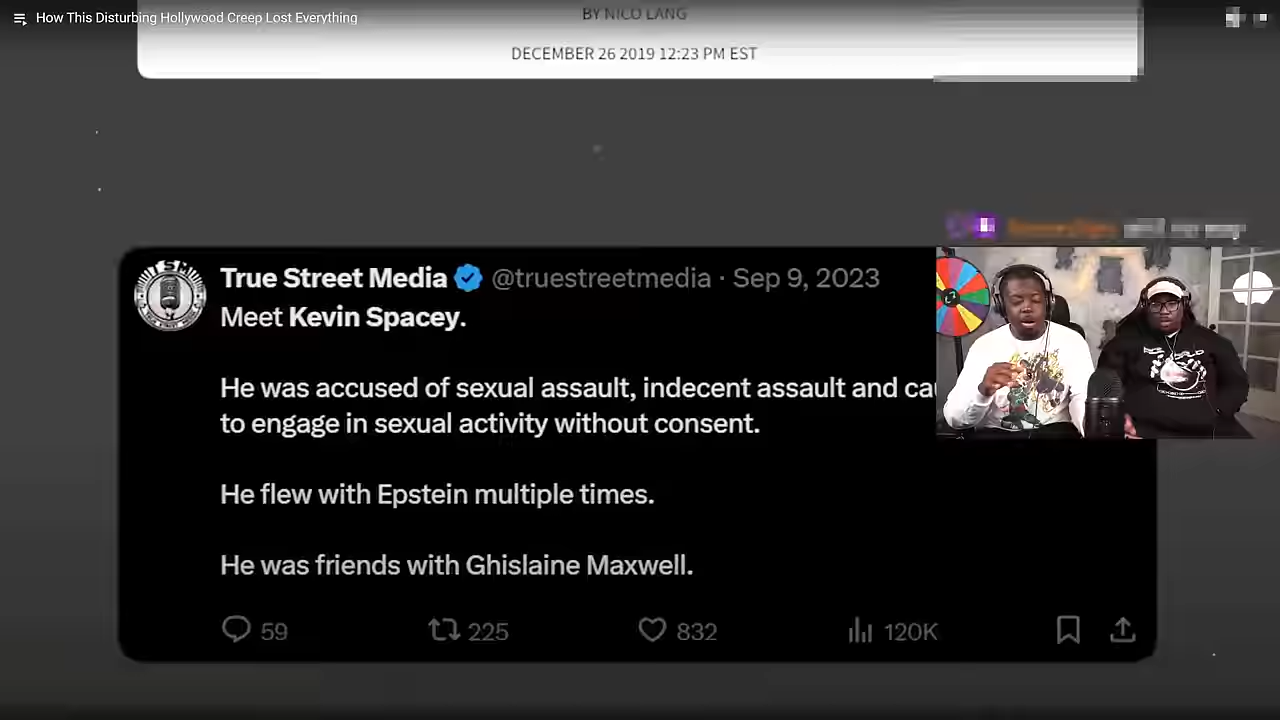 How This Disturbing Hollywood Creep Lost Everything
BY NICO LANG
DECEMBER 26 2019 12:23 PM EST
True Street Media @truestreetmedia · Sep 9, 2023
Meet Kevin Spacey.
He was accused of sexual assault, indecent assault and cau
to engage in sexual activity without consent.
He flew with Epstein multiple times.
He was friends with Ghislaine Maxwell.
59 225 832 120K